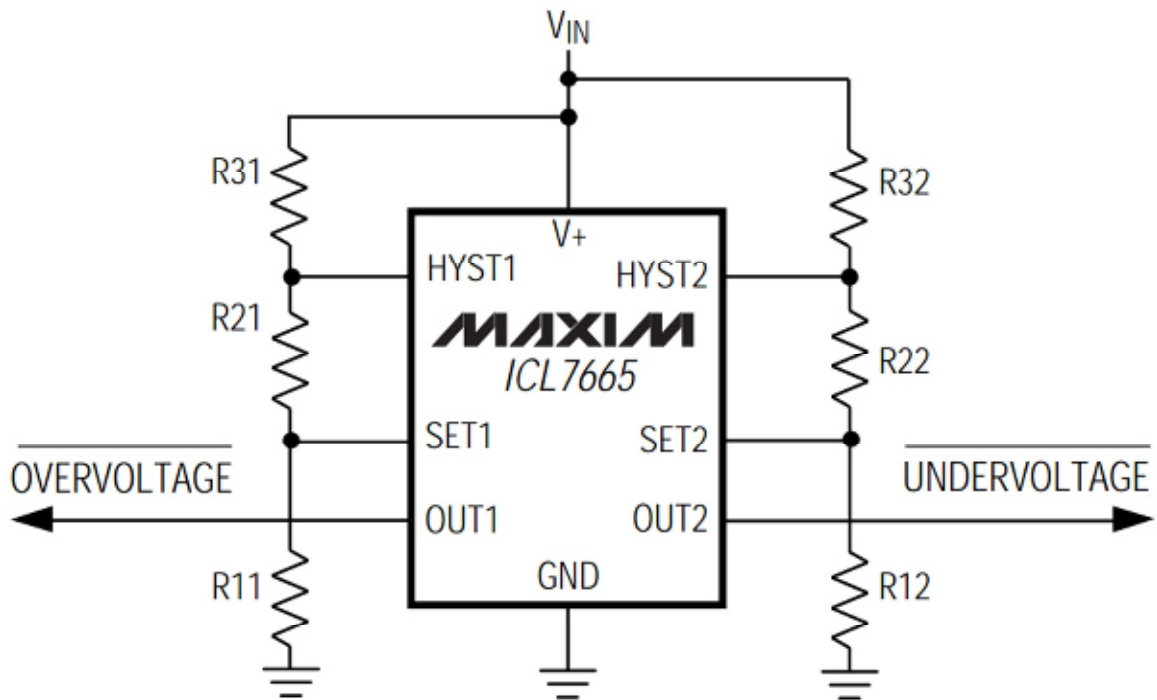 VIN
R31
R32
V+
HYST1
HYST2
R21
MAXIM
ICL7665
R22
SET1
SET2
OVERVOLTAGE
UNDERVOLTAGE
OUT1
OUT2
R11
GND
R12